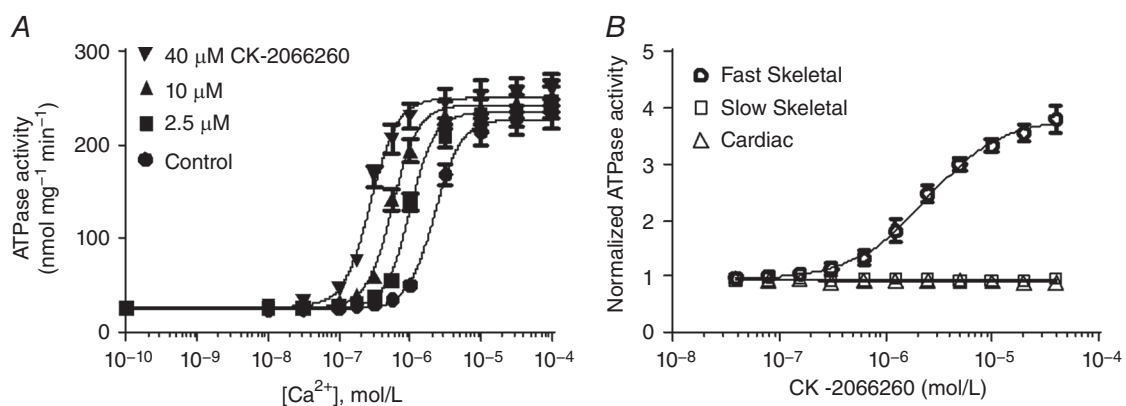 A
300
200
100
0
ATPase activity
(nmol mg⁻¹ min⁻¹)
40 μM CK-2066260
10 μM
2.5 μM
Control
10⁻¹⁰ 10⁻⁹ 10⁻⁸ 10⁻⁷ 10⁻⁶ 10⁻⁵ 10⁻⁴
[Ca²⁺], mol/L
B
5
4
3
2
1
0
Normalized ATPase activity
Fast Skeletal
Slow Skeletal
Cardiac
10⁻⁸ 10⁻⁷ 10⁻⁶ 10⁻⁵ 10⁻⁴
CK -2066260 (mol/L)